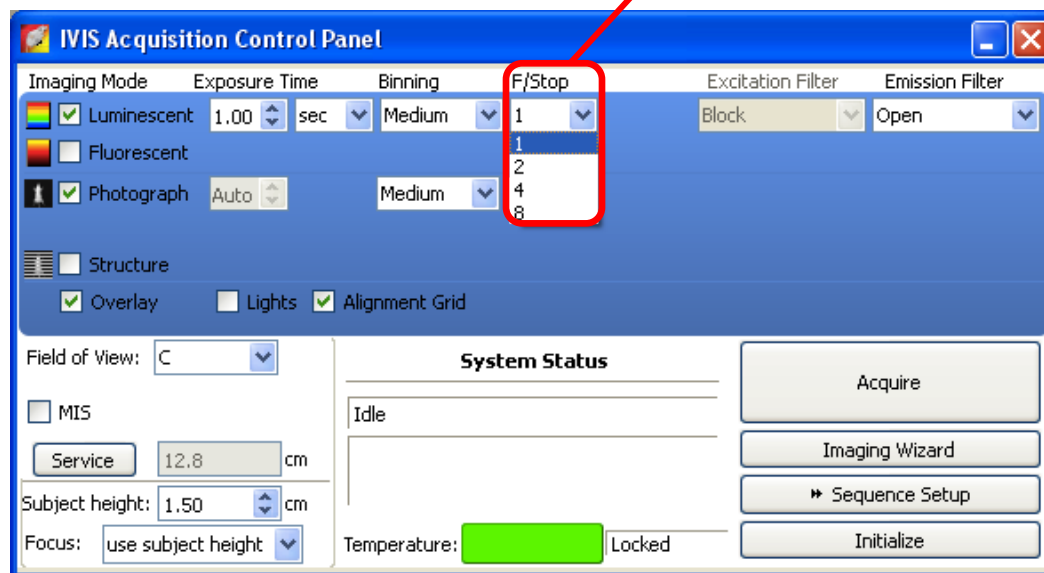 IVIS Acquisition Control Panel
Imaging Mode Exposure Time Binning F/Stop Excitation Filter Emission Filter
Luminescent 1.00 sec Medium 1 Block Open
1
Fluorescent
2
Photograph Auto Medium 4
8
Structure
Overlay Lights Alignment Grid
Field of View: C
System Status
Acquire
MIS
Idle
Service 12.8 cm
Imaging Wizard
Subject height: 1.50 cm
Sequence Setup
Focus: use subject height
Temperature: Locked
Initialize